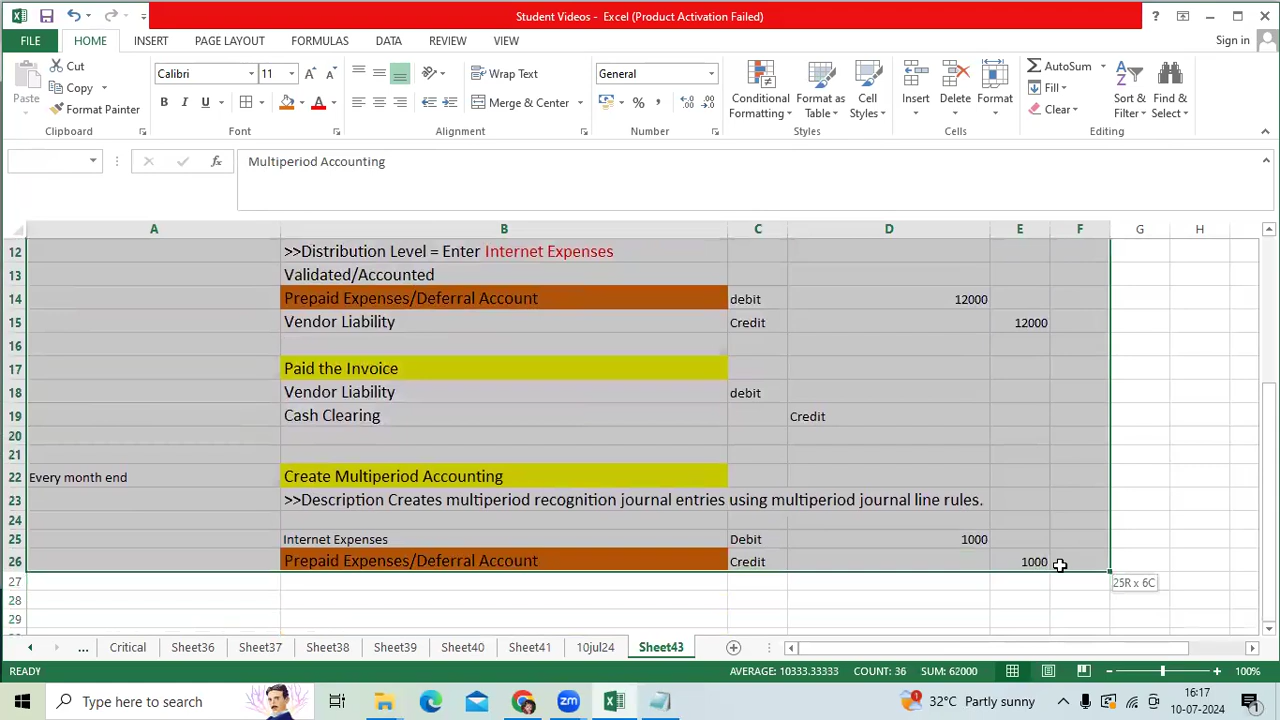 Student Videos -  Excel (Product Activation Failed)
Sign in
FILE HOME INSERT PAGE LAYOUT FORMULAS DATA REVIEW VIEW
Paste
Cut
Copy
Format Painter
Clipboard
Calibri 11
B I U
Font
Wrap Text
Merge & Center
Alignment
General
Number
Conditional Formatting
Format as Table
Cell Styles
Styles
Insert Delete Format
Cells
AutoSum
Fill
Clear
Sort & Filter
Find & Select
Editing
Multiperiod Accounting
A B C D E F G H
12 >>Distribution Level = Enter Internet Expenses
13 Validated/Accounted
14 Prepaid Expenses/Deferral Account debit 12000
15 Vendor Liability Credit 12000
16
17 Paid the Invoice
18 Vendor Liability debit
19 Cash Clearing Credit
20
21
22 Every month end Create Multiperiod Accounting
23 >>Description Creates multiperiod recognition journal entries using multiperiod journal line rules.
24
25 Internet Expenses Debit 1000
26 Prepaid Expenses/Deferral Account Credit 1000
25R x 6C
27
28
29
... Critical Sheet36 Sheet37 Sheet38 Sheet39 Sheet40 Sheet41 10jul24 Sheet43
READY AVERAGE: 10333.33333 COUNT: 36 SUM: 62000 100%
Type here to search
32°C Partly sunny
16:17
10-07-2024